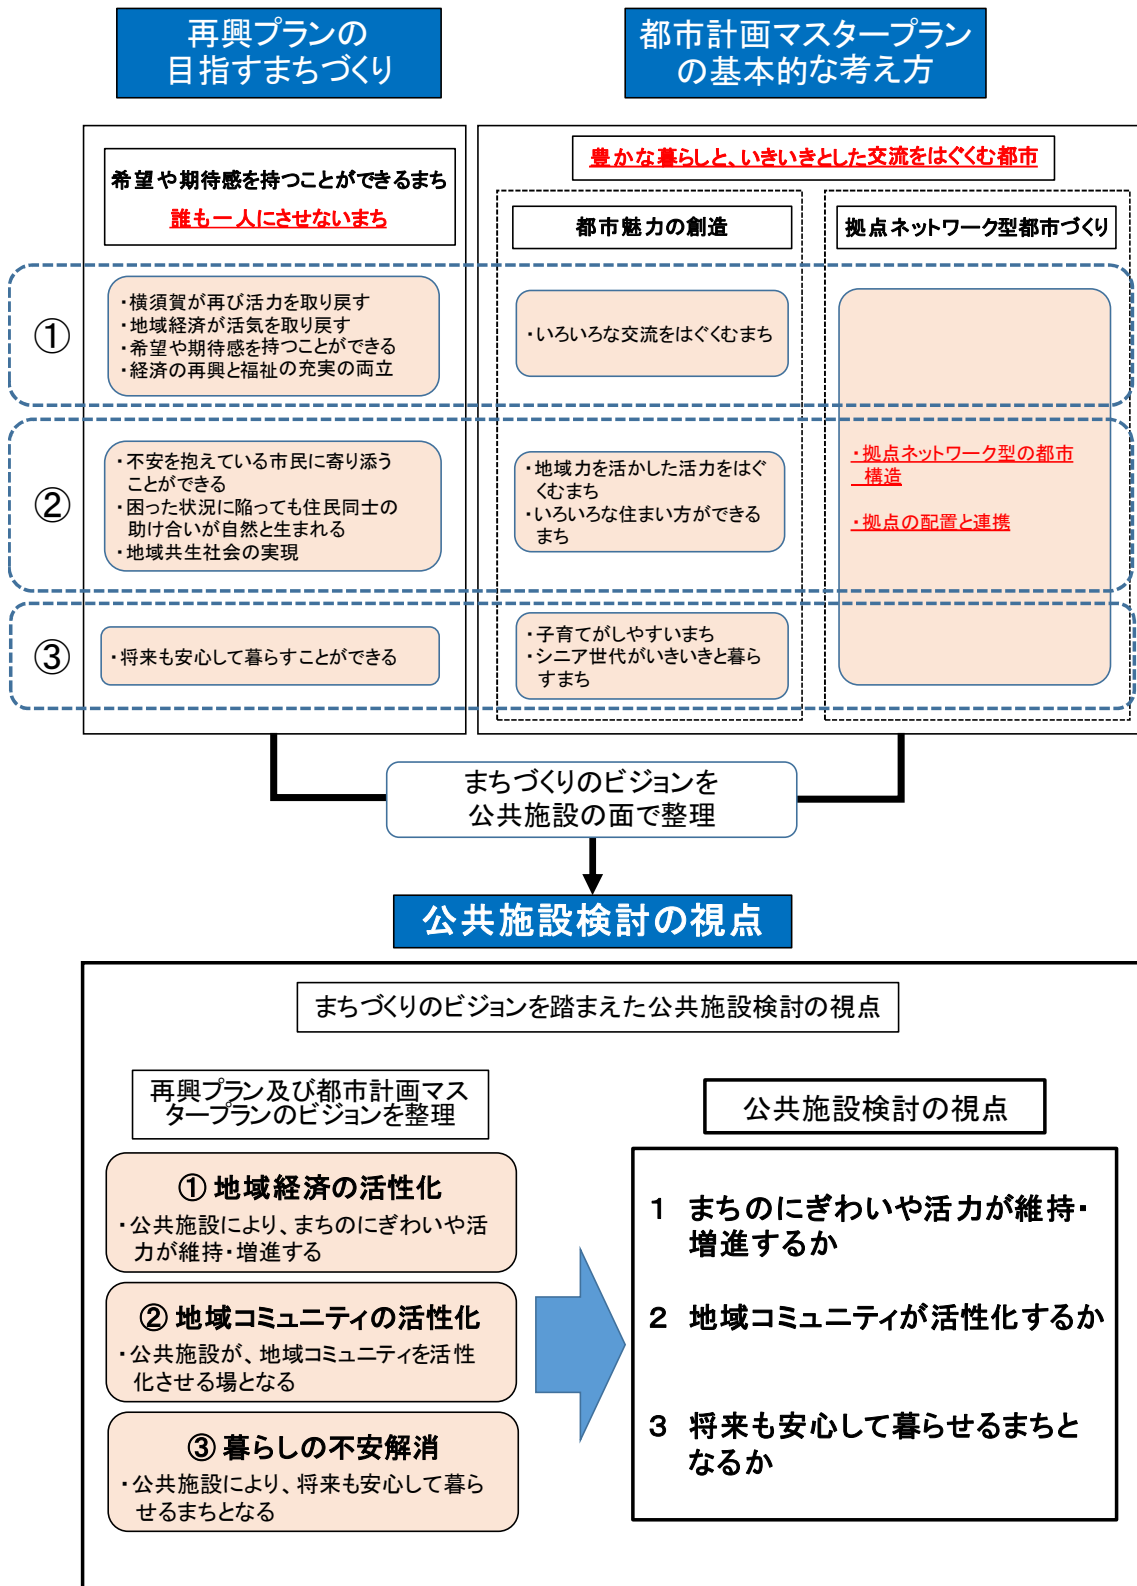 再興プランの
目指すまちづくり
都市計画マスタープラン
の基本的な考え方
希望や期待感を持つことができるまち
誰も一人にさせないまち
豊かな暮らしと、いきいきとした交流をはぐくむ都市
都市魅力の創造
拠点ネットワーク型都市づくり
①
・横須賀が再び活力を取り戻す
・地域経済が活気を取り戻す
・希望や期待感を持つことができる
・経済の再興と福祉の充実の両立
・いろいろな交流をはぐくむまち
②
・不安を抱えている市民に寄り添う
ことができる
・困った状況に陥っても住民同士の
助け合いが自然と生まれる
・地域共生社会の実現
・地域力を活かした活力をはぐ
くむまち
・いろいろな住まい方ができる
まち
・拠点ネットワーク型の都市
構造
・拠点の配置と連携
③
・将来も安心して暮らすことができる
・子育てがしやすいまち
・シニア世代がいきいきと暮ら
すまち
まちづくりのビジョンを
公共施設の面で整理
公共施設検討の視点
まちづくりのビジョンを踏まえた公共施設検討の視点
再興プラン及び都市計画マス
タープランのビジョンを整理
①地域経済の活性化
・公共施設により、まちのにぎわいや活
力が維持・増進する
②地域コミュニティの活性化
・公共施設が、地域コミュニティを活性
化させる場となる
③暮らしの不安解消
・公共施設により、将来も安心して暮ら
せるまちとなる
公共施設検討の視点
１　まちのにぎわいや活力が維持・
増進するか
２　地域コミュニティが活性化するか
３　将来も安心して暮らせるまちと
なるか